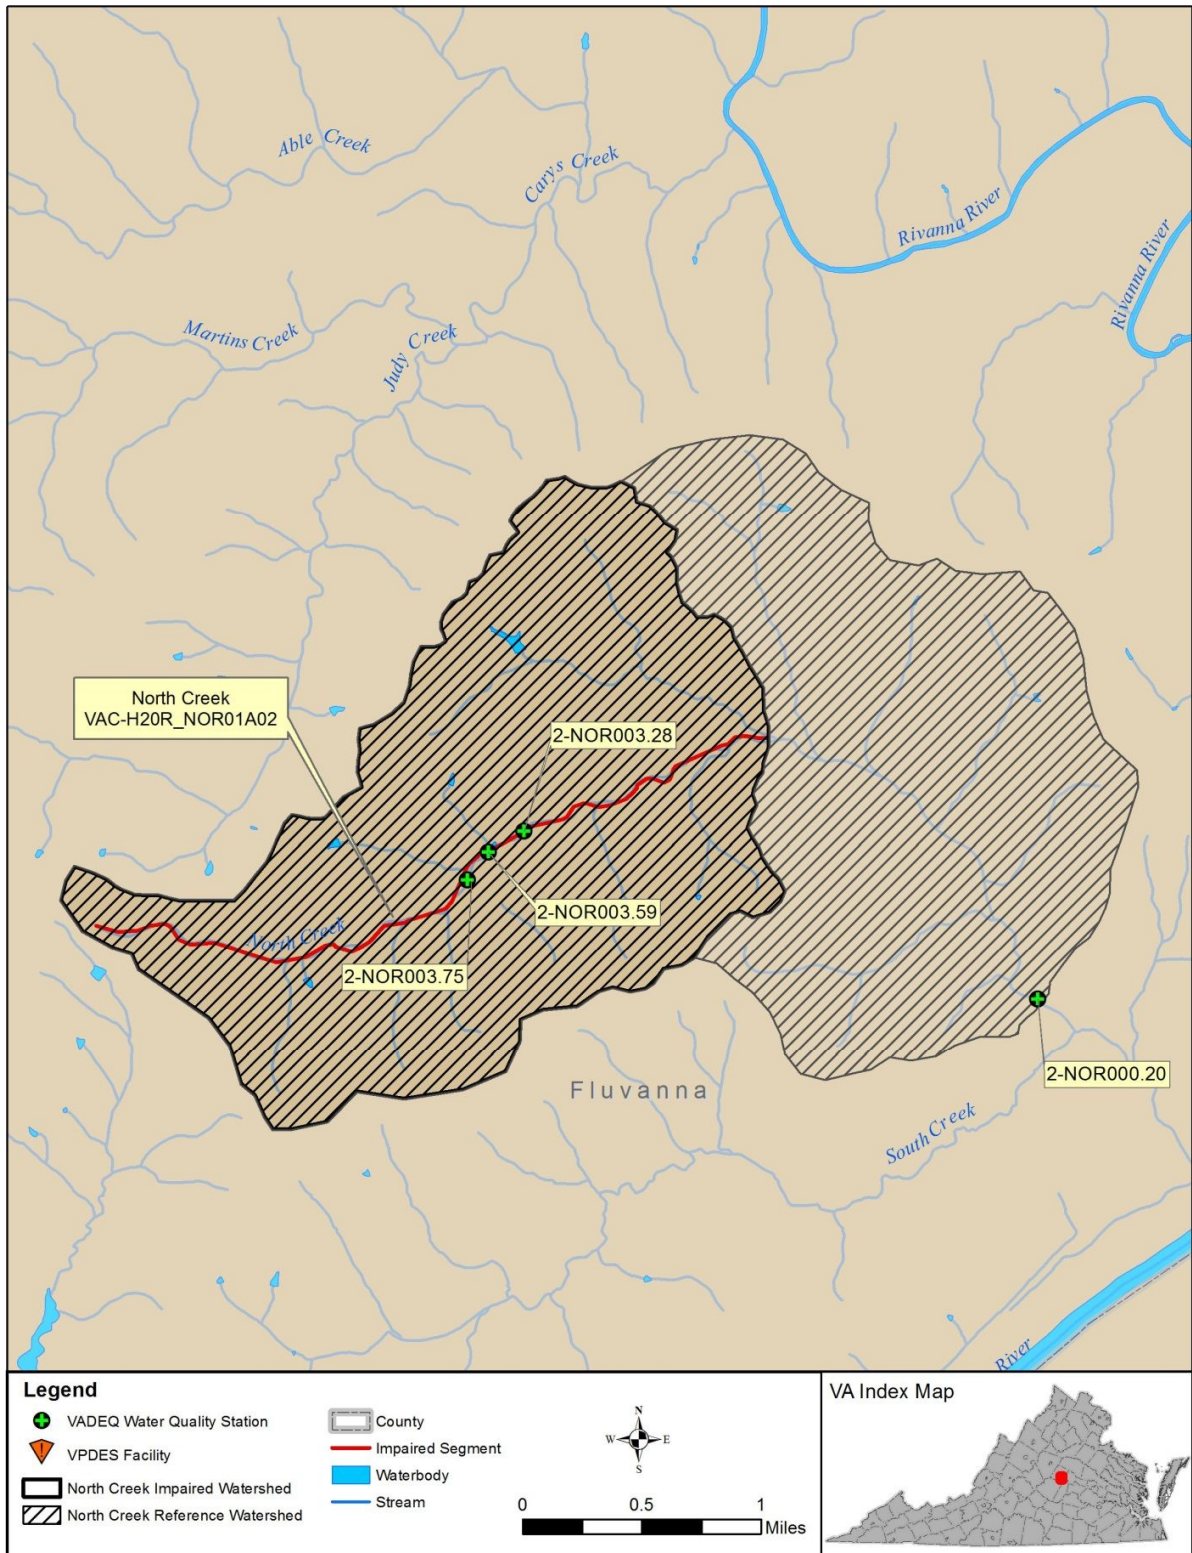 Able Creek
Carys Creek
Rivanna River
Rivanna River
Martins Creek
Judy Creek
North Creek
VAC-H20R_NOR01A02
2-NOR003.28
2-NOR003.59
North Creek
2-NOR003.75
2-NOR000.20
Fluvanna
South Creek
River
Legend
VADEQ Water Quality Station
VPDES Facility
North Creek Impaired Watershed
North Creek Reference Watershed
County
Impaired Segment
Waterbody
Stream
N
W E
S
0 0.5 1
Miles
VA Index Map